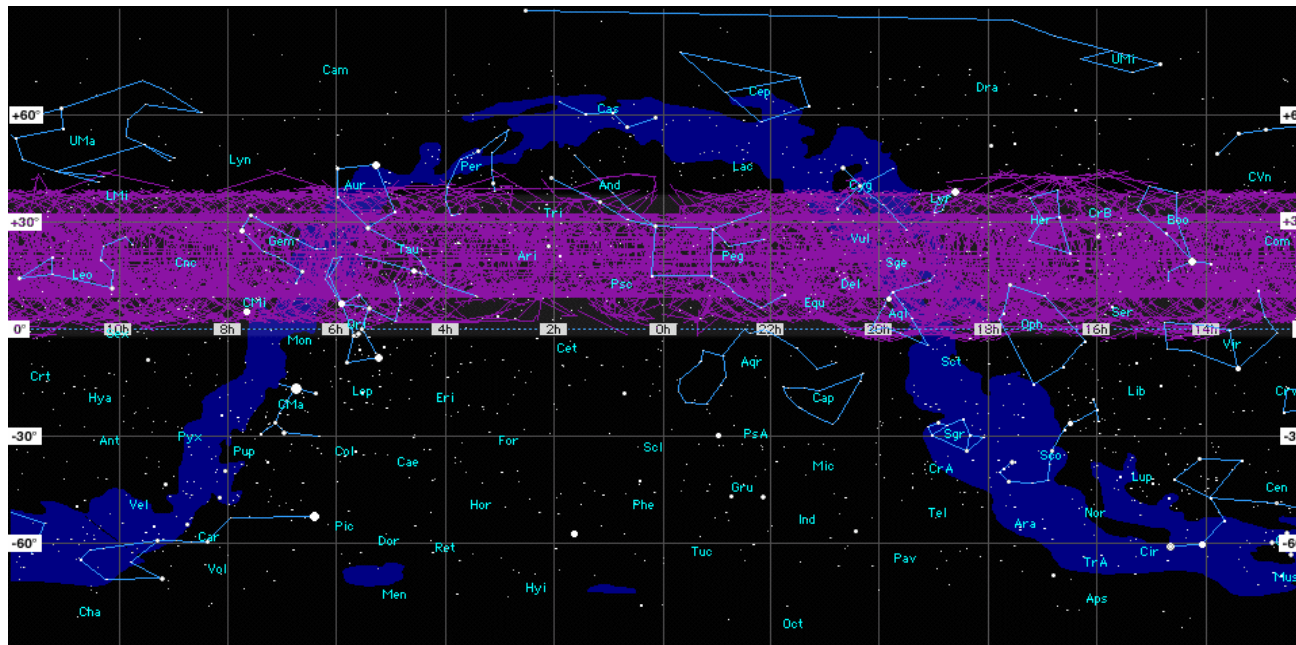 UMi
Cam
Cep
Dra
Cas
+60°
UMa
Per
Lyn
Lac
CVn
Aur
And
Cyg
LMi
Lyr
Tri
CrB
Her
Boo
+30°
Gem
Tau
Vul
Com
Cnc
Ari
Peg
Sge
Leo
Psc
Del
CMi
Equ
Aql
Ser
Ori
Oph
0°
10h
8h
6h
4h
2h
0h
22h
20h
18h
16h
14h
Sex
Mon
Cet
Vir
Aqr
Sct
Crt
Lep
Eri
Cap
Lib
Hya
CMa
Crv
-30°
Ant
Pyx
Pup
Col
For
Scl
PsA
Sgr
Sco
Cae
Mic
CrA
Lup
Gru
Cen
Vel
Hor
Phe
Tel
Nor
Pic
Ind
Ara
Car
Dor
Ret
Tuc
Pav
Cir
-60°
Vol
TrA
Mus
Men
Hyi
Aps
Cha
Oct